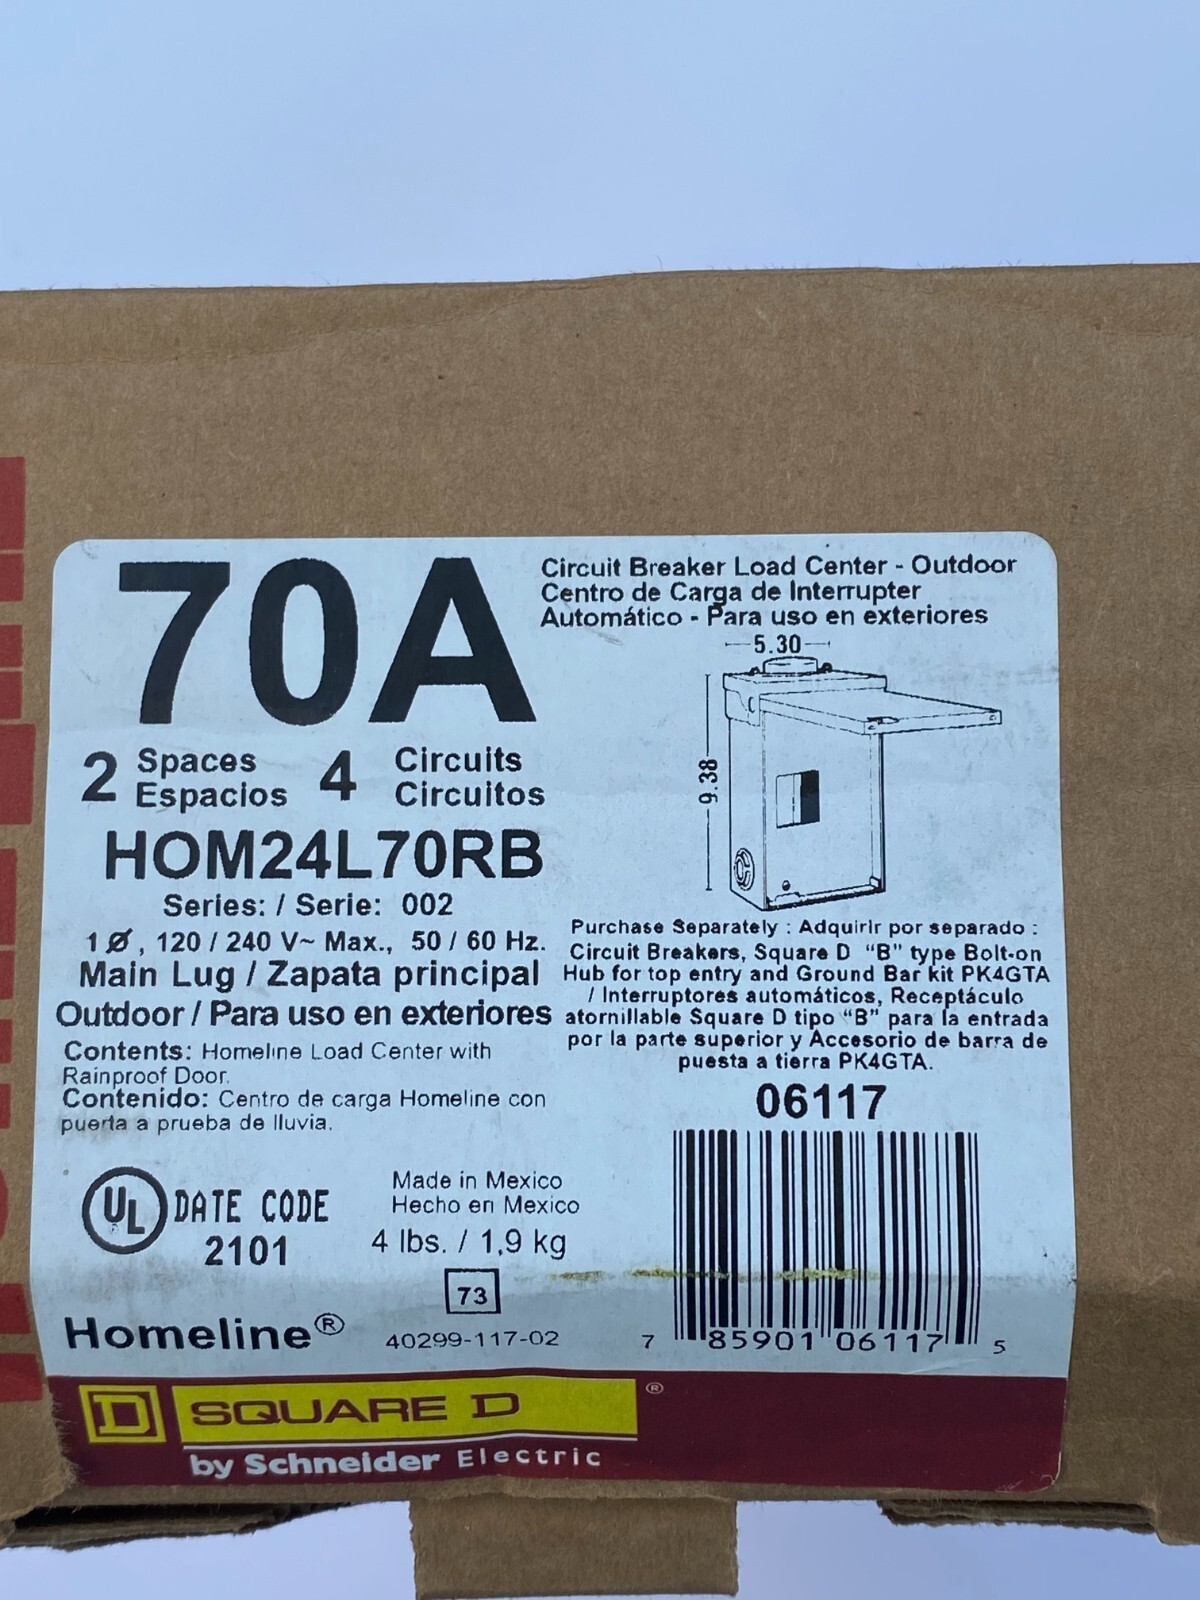 70A
Circuit Breaker Load Center - Outdoor
Centro de Carga de Interrupter
Automático - Para uso en exteriores
5.30
9.38
2 Spaces 4 Circuits
Espacios Circuitos
HOM24L70RB
Series: / Serie: 002
1 Ø, 120 / 240 V~ Max., 50 / 60 Hz.
Main Lug / Zapata principal
Outdoor / Para uso en exteriores
Contents: Homeline Load Center with
Rainproof Door.
Contenido: Centro de carga Homeline con
puerta a prueba de lluvia.
Purchase Separately : Adquirir por separado :
Circuit Breakers, Square D "B" type Bolt-on
Hub for top entry and Ground Bar kit PK4GTA
/ Interruptores automáticos, Receptáculo
atornillable Square D tipo "B" para la entrada
por la parte superior y Accesorio de barra de
puesta a tierra PK4GTA.
06117
UL DATE CODE
2101
Made in Mexico
Hecho en Mexico
4 lbs. / 1,9 kg
73
Homeline®
40299-117-02
7 85901 06117 5
D SQUARE D ®
by Schneider Electric